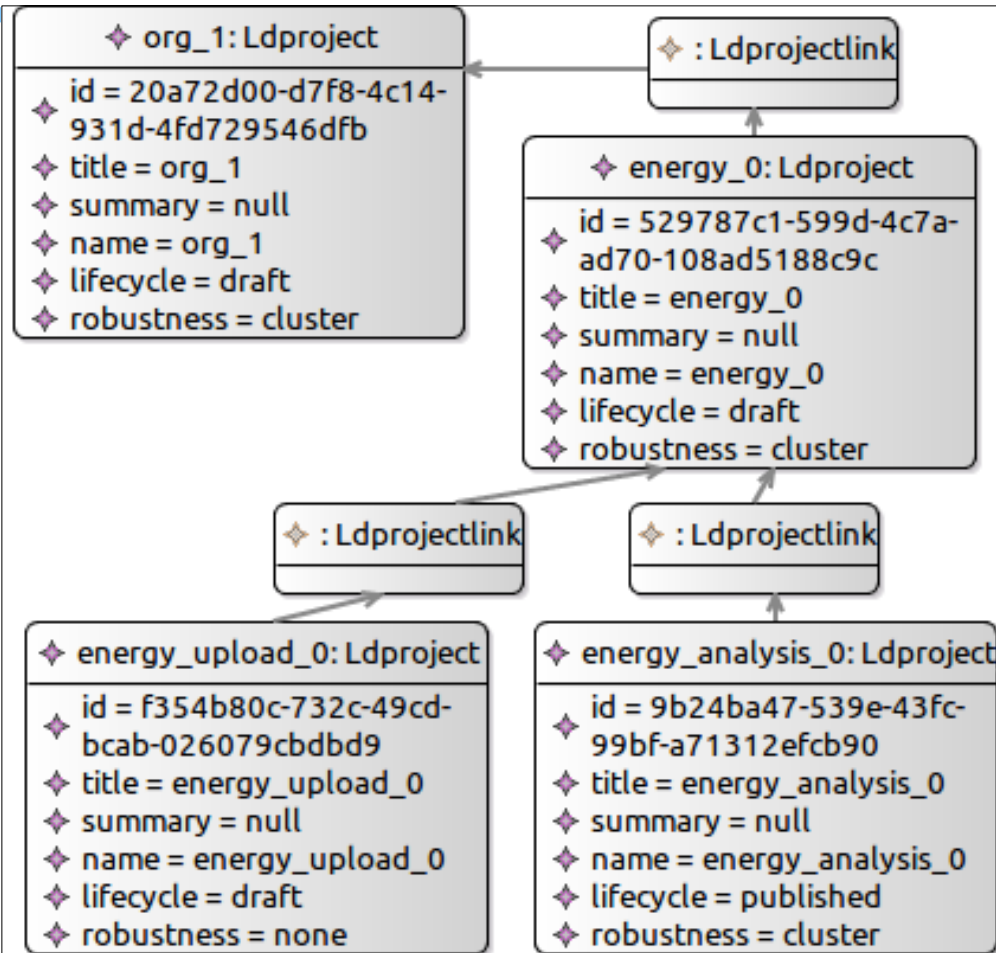 org_1: Ldproject
id = 20a72d00-d7f8-4c14-
931d-4fd729546dfb
title = org_1
summary = null
name = org_1
lifecycle = draft
robustness = cluster
: Ldprojectlink
energy_0: Ldproject
id = 529787c1-599d-4c7a-
ad70-108ad5188c9c
title = energy_0
summary = null
name = energy_0
lifecycle = draft
robustness = cluster
: Ldprojectlink
: Ldprojectlink
energy_upload_0: Ldproject
id = f354b80c-732c-49cd-
bcab-026079cbdbd9
title = energy_upload_0
summary = null
name = energy_upload_0
lifecycle = draft
robustness = none
energy_analysis_0: Ldproject
id = 9b24ba47-539e-43fc-
99bf-a71312efcb90
title = energy_analysis_0
summary = null
name = energy_analysis_0
lifecycle = published
robustness = cluster